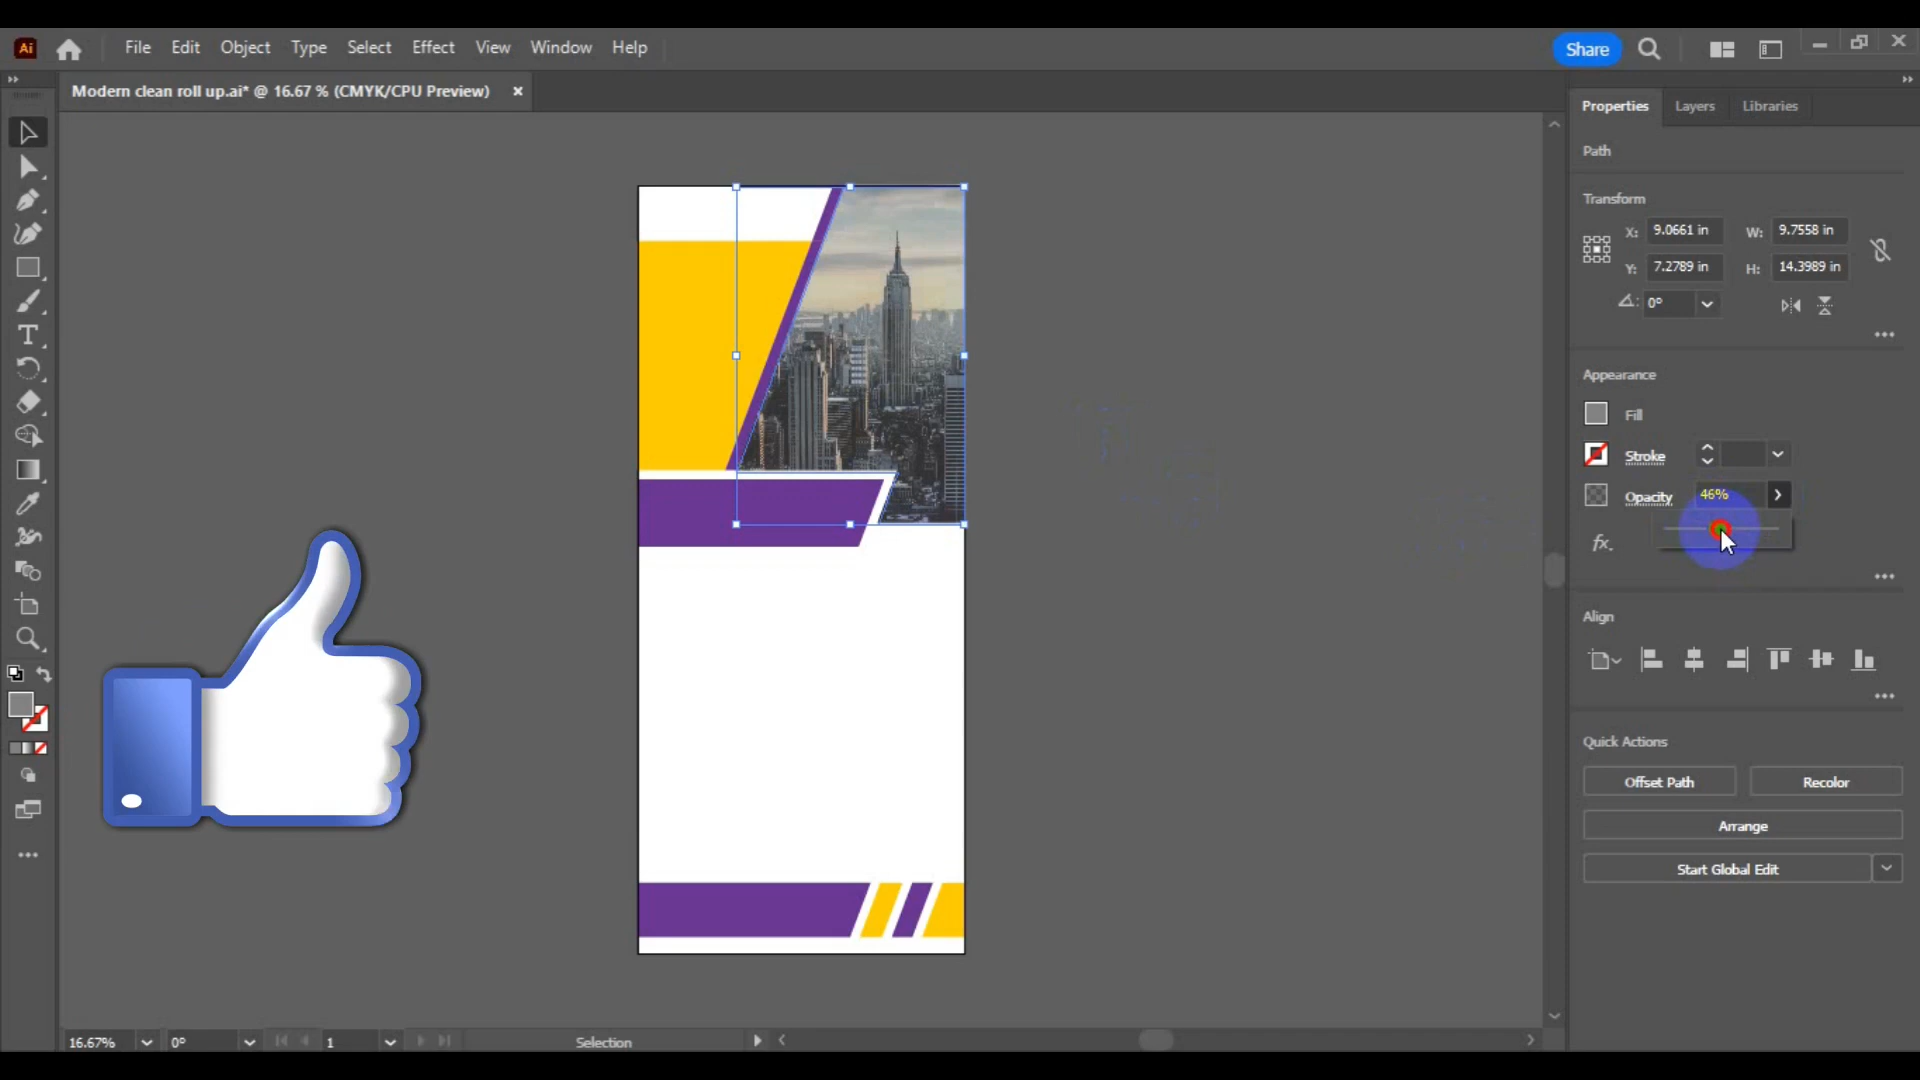 Ai File Edit Object Type Select Effect View Window Help Share
Modern clean roll up.ai* @ 16.67 % (CMYK/CPU Preview) ×
Properties Layers Libraries
Path
Transform
X: 9.0661 in W: 9.7558 in
Y: 7.2789 in H: 14.3989 in
0°
Appearance
Fill
Stroke
Opacity 46%
fx.
Align
Quick Actions
Offset Path Recolor
Arrange
Start Global Edit
16.67% 0° 1 Selection